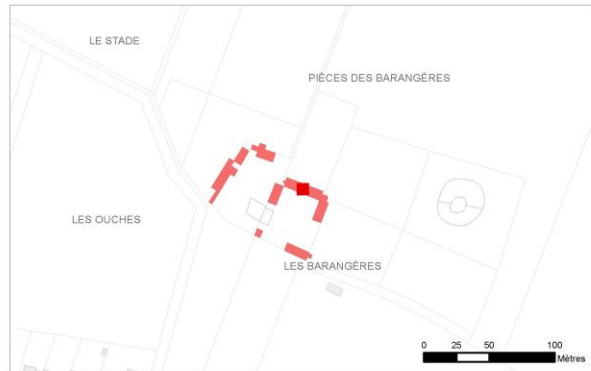 LE STADE
PIÈCES DES BARANGÈRES
LES OUCHES
LES BARANGÈRES
0 25 50 100
Mètres